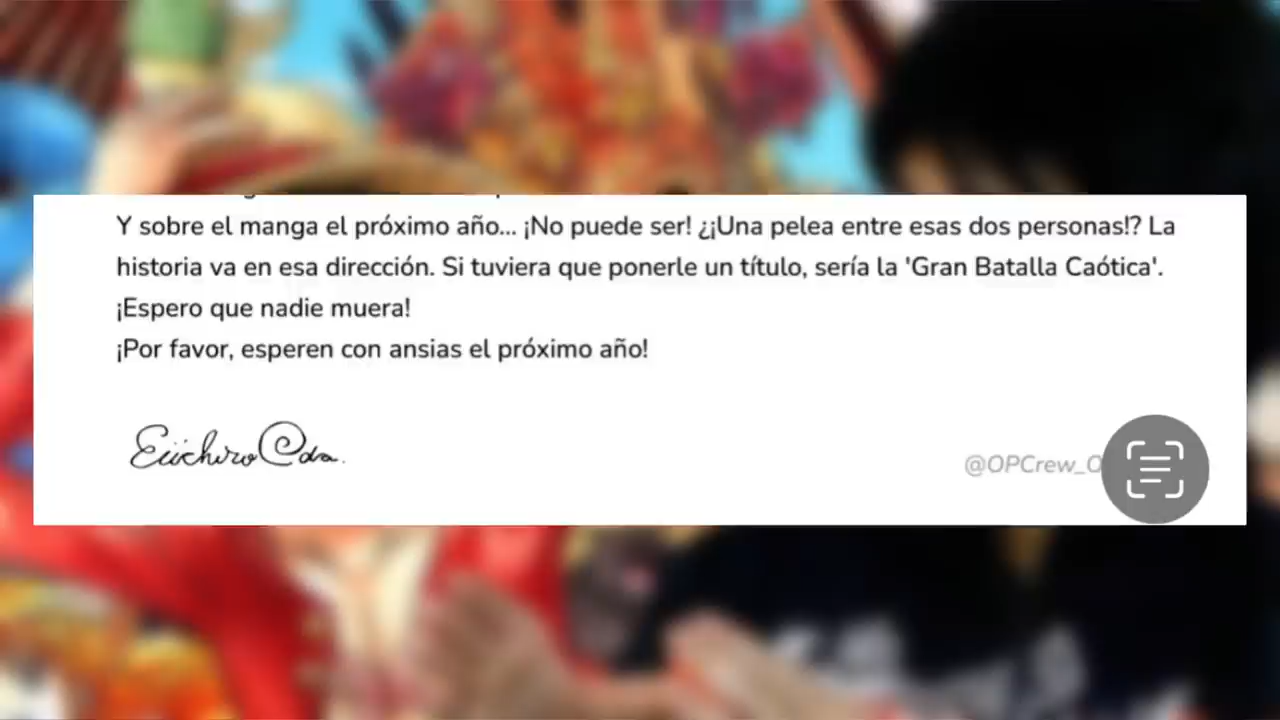 Y sobre el manga el próximo año... ¡No puede ser! ¿¡Una pelea entre esas dos personas!? La
historia va en esa dirección. Si tuviera que ponerle un título, sería la 'Gran Batalla Caótica'.
¡Espero que nadie muera!
¡Por favor, esperen con ansias el próximo año!
Eiichiro Oda.
@OPCrew_O